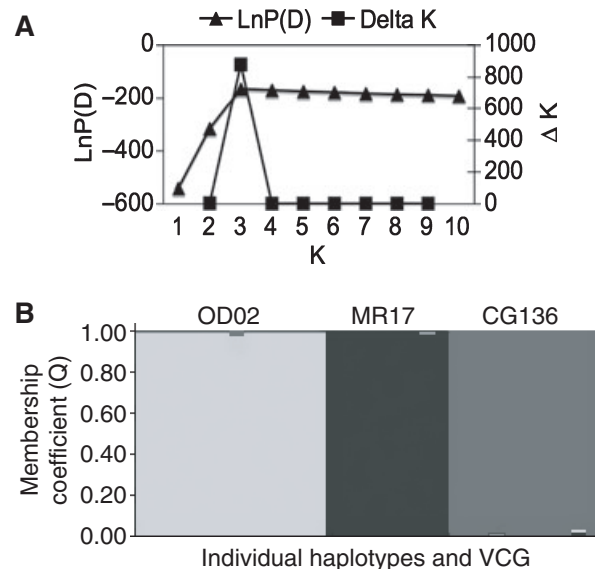 A
LnP(D) Delta K
0 1000
800
–200
600
LnP(D) Δ K
400
–400
200
–600 0
1 2 3 4 5 6 7 8 9 10
K
B
OD02 MR17 CG136
1.00
0.80
0.60
0.40
0.20
0.00
Membership
coefficient (Q)
Individual haplotypes and VCG